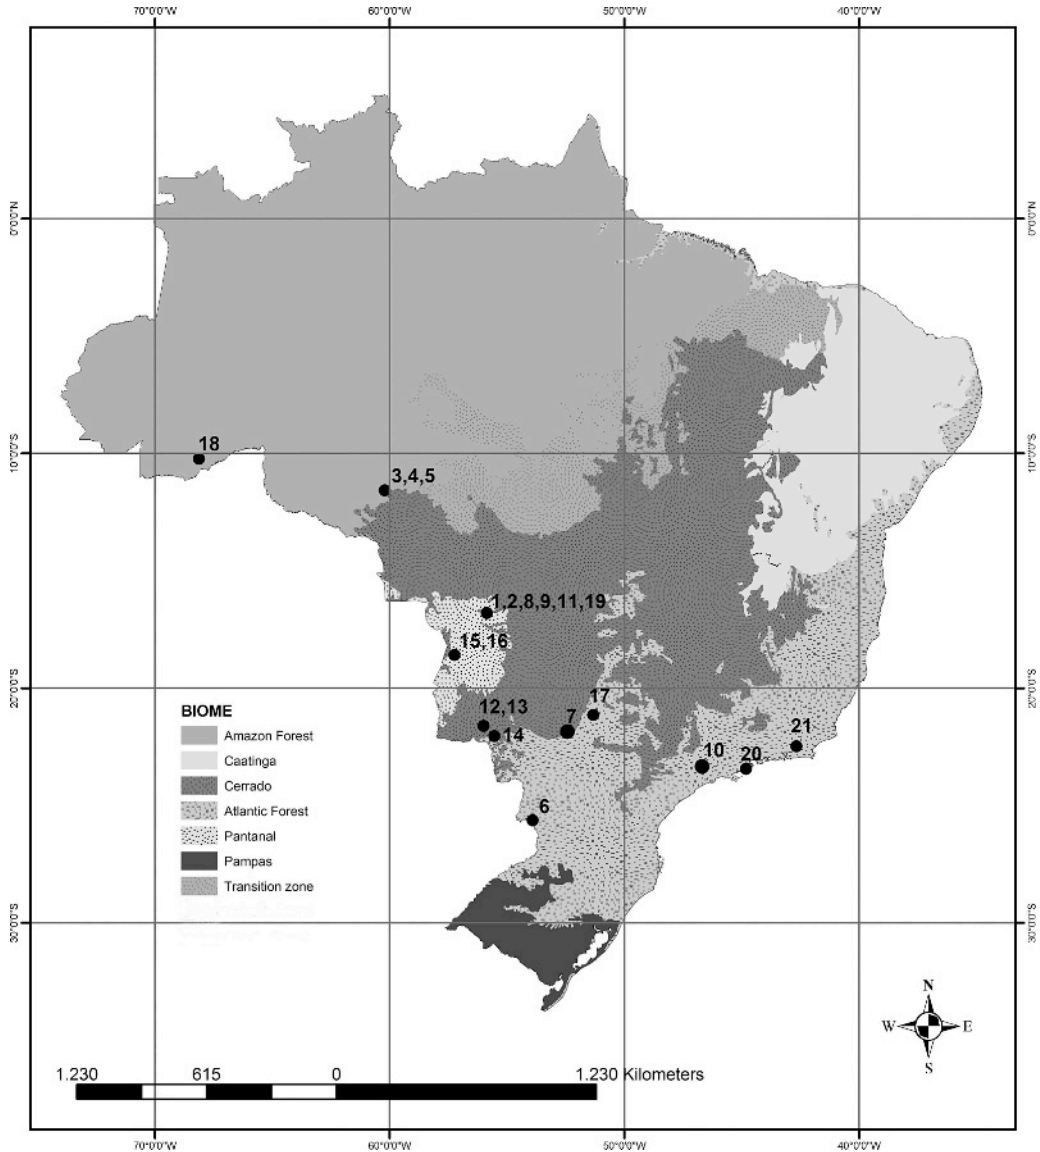 70°0'0"W 60°0'0"W 50°0'0"W 40°0'0"W
0°0'0"N 0°0'0"N
18
10°0'0"S 10°0'0"S
3,4,5
1,2,8,9,11,19
15,16
20°0'0"S 20°0'0"S
17
12,13
7
14
21
10
20
6
BIOME
Amazon Forest
Caatinga
Cerrado
Atlantic Forest
Pantanal
Pampas
Transition zone
30°0'0"S 30°0'0"S
N
W E
S
1.230 615 0 1.230 Kilometers
70°0'0"W 60°0'0"W 50°0'0"W 40°0'0"W